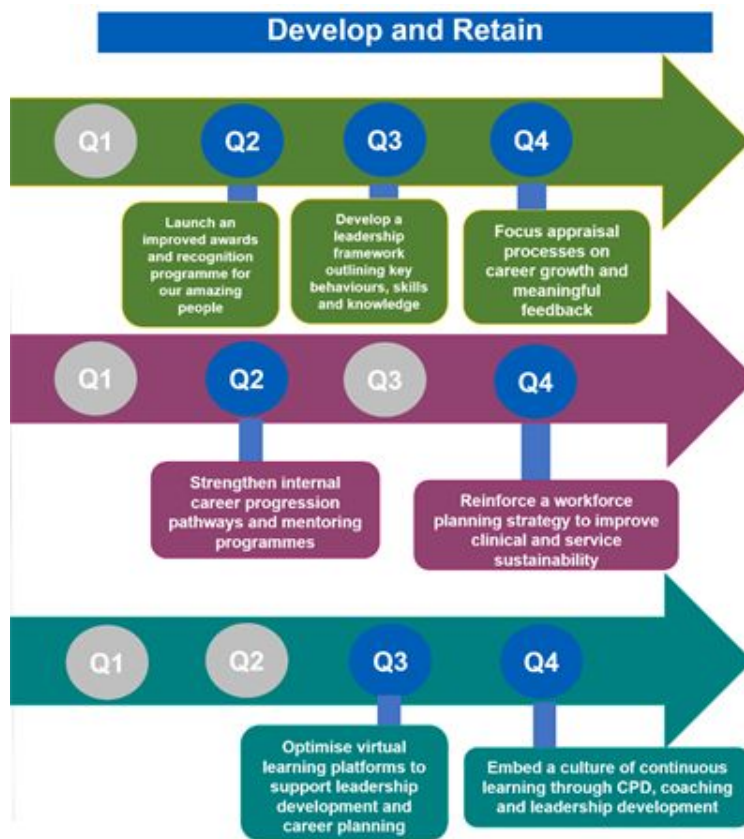 Develop and Retain
Q1
Q2
Q3
Q4
Launch an
improved awards
and recognition
programme for
our amazing
people
Develop a
leadership
framework
outlining key
behaviours, skills
and knowledge
Focus appraisal
processes on
career growth and
meaningful
feedback
Q1
Q2
Q3
Q4
Strengthen internal
career progression
pathways and mentoring
programmes
Reinforce a workforce
planning strategy to improve
clinical and service
sustainability
Q1
Q2
Q3
Q4
Optimise virtual
learning platforms to
support leadership
development and
career planning
Embed a culture of continuous
learning through CPD, coaching
and leadership development